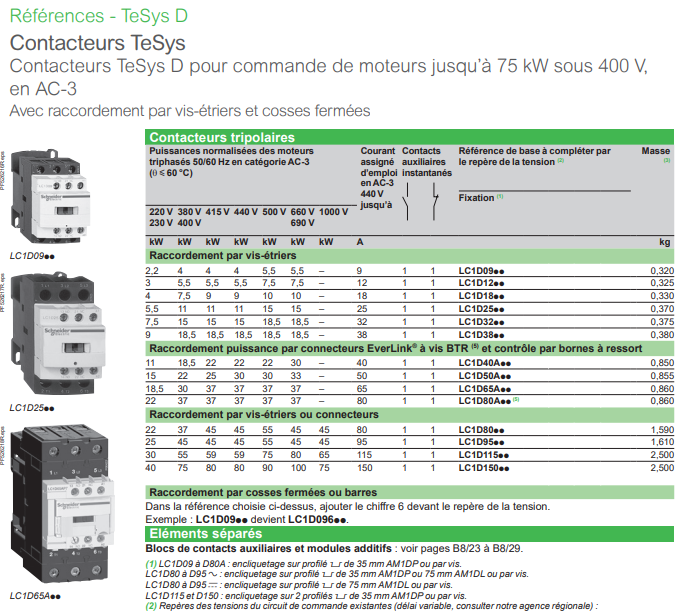 Références - TeSys D
Contacteurs TeSys
Contacteurs TeSys D pour commande de moteurs jusqu'à 75 kW sous 400 V,
en AC-3
Avec raccordement par vis-étriers et cosses fermées
Contacteurs tripolaires
Puissances normalisées des moteurs
triphasés 50/60 Hz en catégorie AC-3
(θ ⩽ 60 °C)
Courant
assigné
d'emploi
en AC-3
440 V
jusqu'à
Contacts
auxiliaires
instantanés
Référence de base à compléter par
le repère de la tension (2)
Fixation (1)
Masse
(3)
220 V 380 V 415 V 440 V 500 V 660 V 1000 V
230 V 400 V 690 V
kW kW kW kW kW kW kW A kg
Raccordement par vis-étriers
2,2 4 4 4 5,5 5,5 – 9 1 1 LC1D09●● 0,320
3 5,5 5,5 5,5 7,5 7,5 – 12 1 1 LC1D12●● 0,325
4 7,5 9 9 10 10 – 18 1 1 LC1D18●● 0,330
5,5 11 11 11 15 15 – 25 1 1 LC1D25●● 0,370
7,5 15 15 15 18,5 18,5 – 32 1 1 LC1D32●● 0,375
9 18,5 18,5 18,5 18,5 18,5 – 38 1 1 LC1D38●● 0,380
Raccordement puissance par connecteurs EverLink® à vis BTR (5) et contrôle par bornes à ressort
11 18,5 22 22 22 30 – 40 1 1 LC1D40A●● 0,850
15 22 25 30 30 33 – 50 1 1 LC1D50A●● 0,855
18,5 30 37 37 37 37 – 65 1 1 LC1D65A●● 0,860
22 37 37 37 37 37 – 80 1 1 LC1D80A●● (5) 0,860
Raccordement par vis-étriers ou connecteurs
22 37 45 45 55 45 45 80 1 1 LC1D80●● 1,590
25 45 45 45 55 45 45 95 1 1 LC1D95●● 1,610
30 55 59 59 75 80 65 115 1 1 LC1D115●● 2,500
40 75 80 80 90 100 75 150 1 1 LC1D150●● 2,500
Raccordement par cosses fermées ou barres
Dans la référence choisie ci-dessus, ajouter le chiffre 6 devant le repère de la tension.
Exemple : LC1D09●● devient LC1D096●●.
Eléments séparés
Blocs de contacts auxiliaires et modules additifs : voir pages B8/23 à B8/29.
(1) LC1D09 à D80A : encliquetage sur profilé de 35 mm AM1DP ou par vis.
LC1D80 à D95 ∼ : encliquetage sur profilé de 35 mm AM1DP ou 75 mm AM1DL ou par vis.
LC1D80 à D95 ⎓ : encliquetage sur profilé de 75 mm AM1DL ou par vis.
LC1D115 et D150 : encliquetage sur 2 profilés de 35 mm AM1DP ou par vis.
(2) Repères des tensions du circuit de commande existantes (délai variable, consulter notre agence régionale) :
Schneider
LC1D09●●
Schneider
LC1D25●●
Schneider
LC1D65A●●